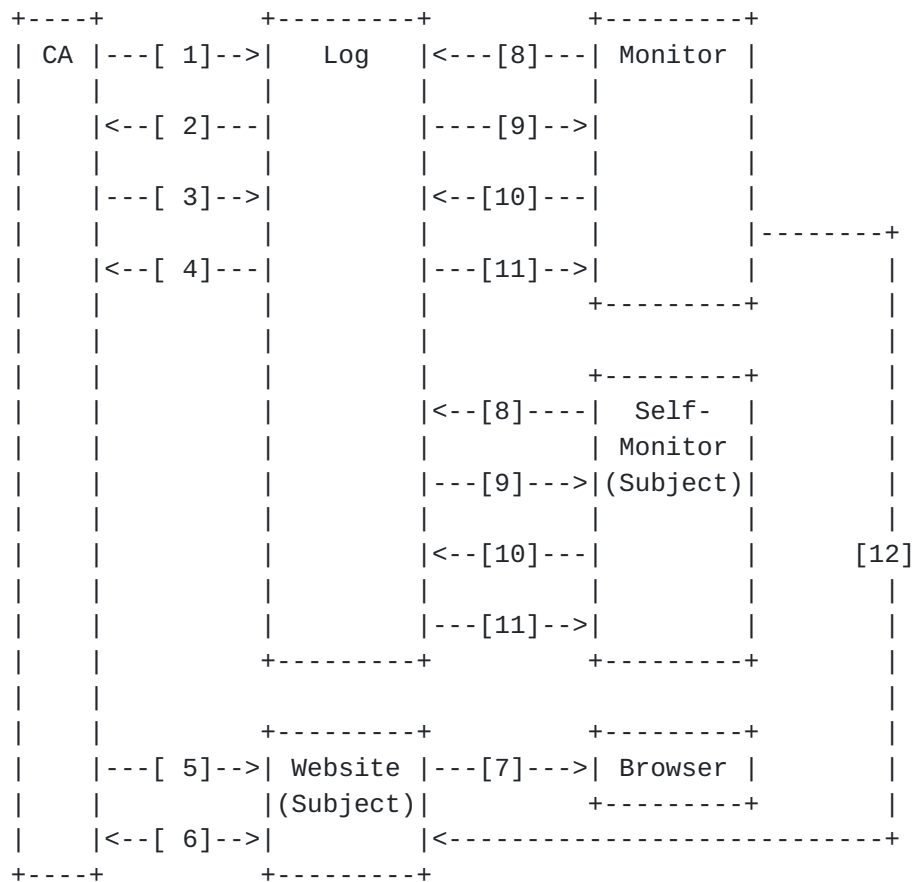 +----+          +---------+          +---------+
| CA |---[ 1]-->|   Log   |<---[8]---| Monitor |
|    |          |         |          |         |
|    |<--[ 2]---|         |----[9]-->|         |
|    |          |         |          |         |
|    |---[ 3]-->|         |<--[10]---|         |
|    |          |         |          |         |--------+
|    |<--[ 4]---|         |---[11]-->|         |        |
|    |          |         |          +---------+        |
|    |          |         |                             |
|    |          |         |          +---------+        |
|    |          |         |<--[8]----|  Self-  |        |
|    |          |         |          | Monitor |        |
|    |          |         |---[9]--->|(Subject)|        |
|    |          |         |          |         |        |
|    |          |         |<--[10]---|         |      [12]
|    |          |         |          |         |        |
|    |          |         |---[11]-->|         |        |
|    |          +---------+          +---------+        |
|    |                                                  |
|    |          +---------+          +---------+        |
|    |---[ 5]-->| Website |---[7]--->| Browser |        |
|    |          |(Subject)|          +---------+        |
|    |<--[ 6]-->|         |<----------------------------+
+----+          +---------+